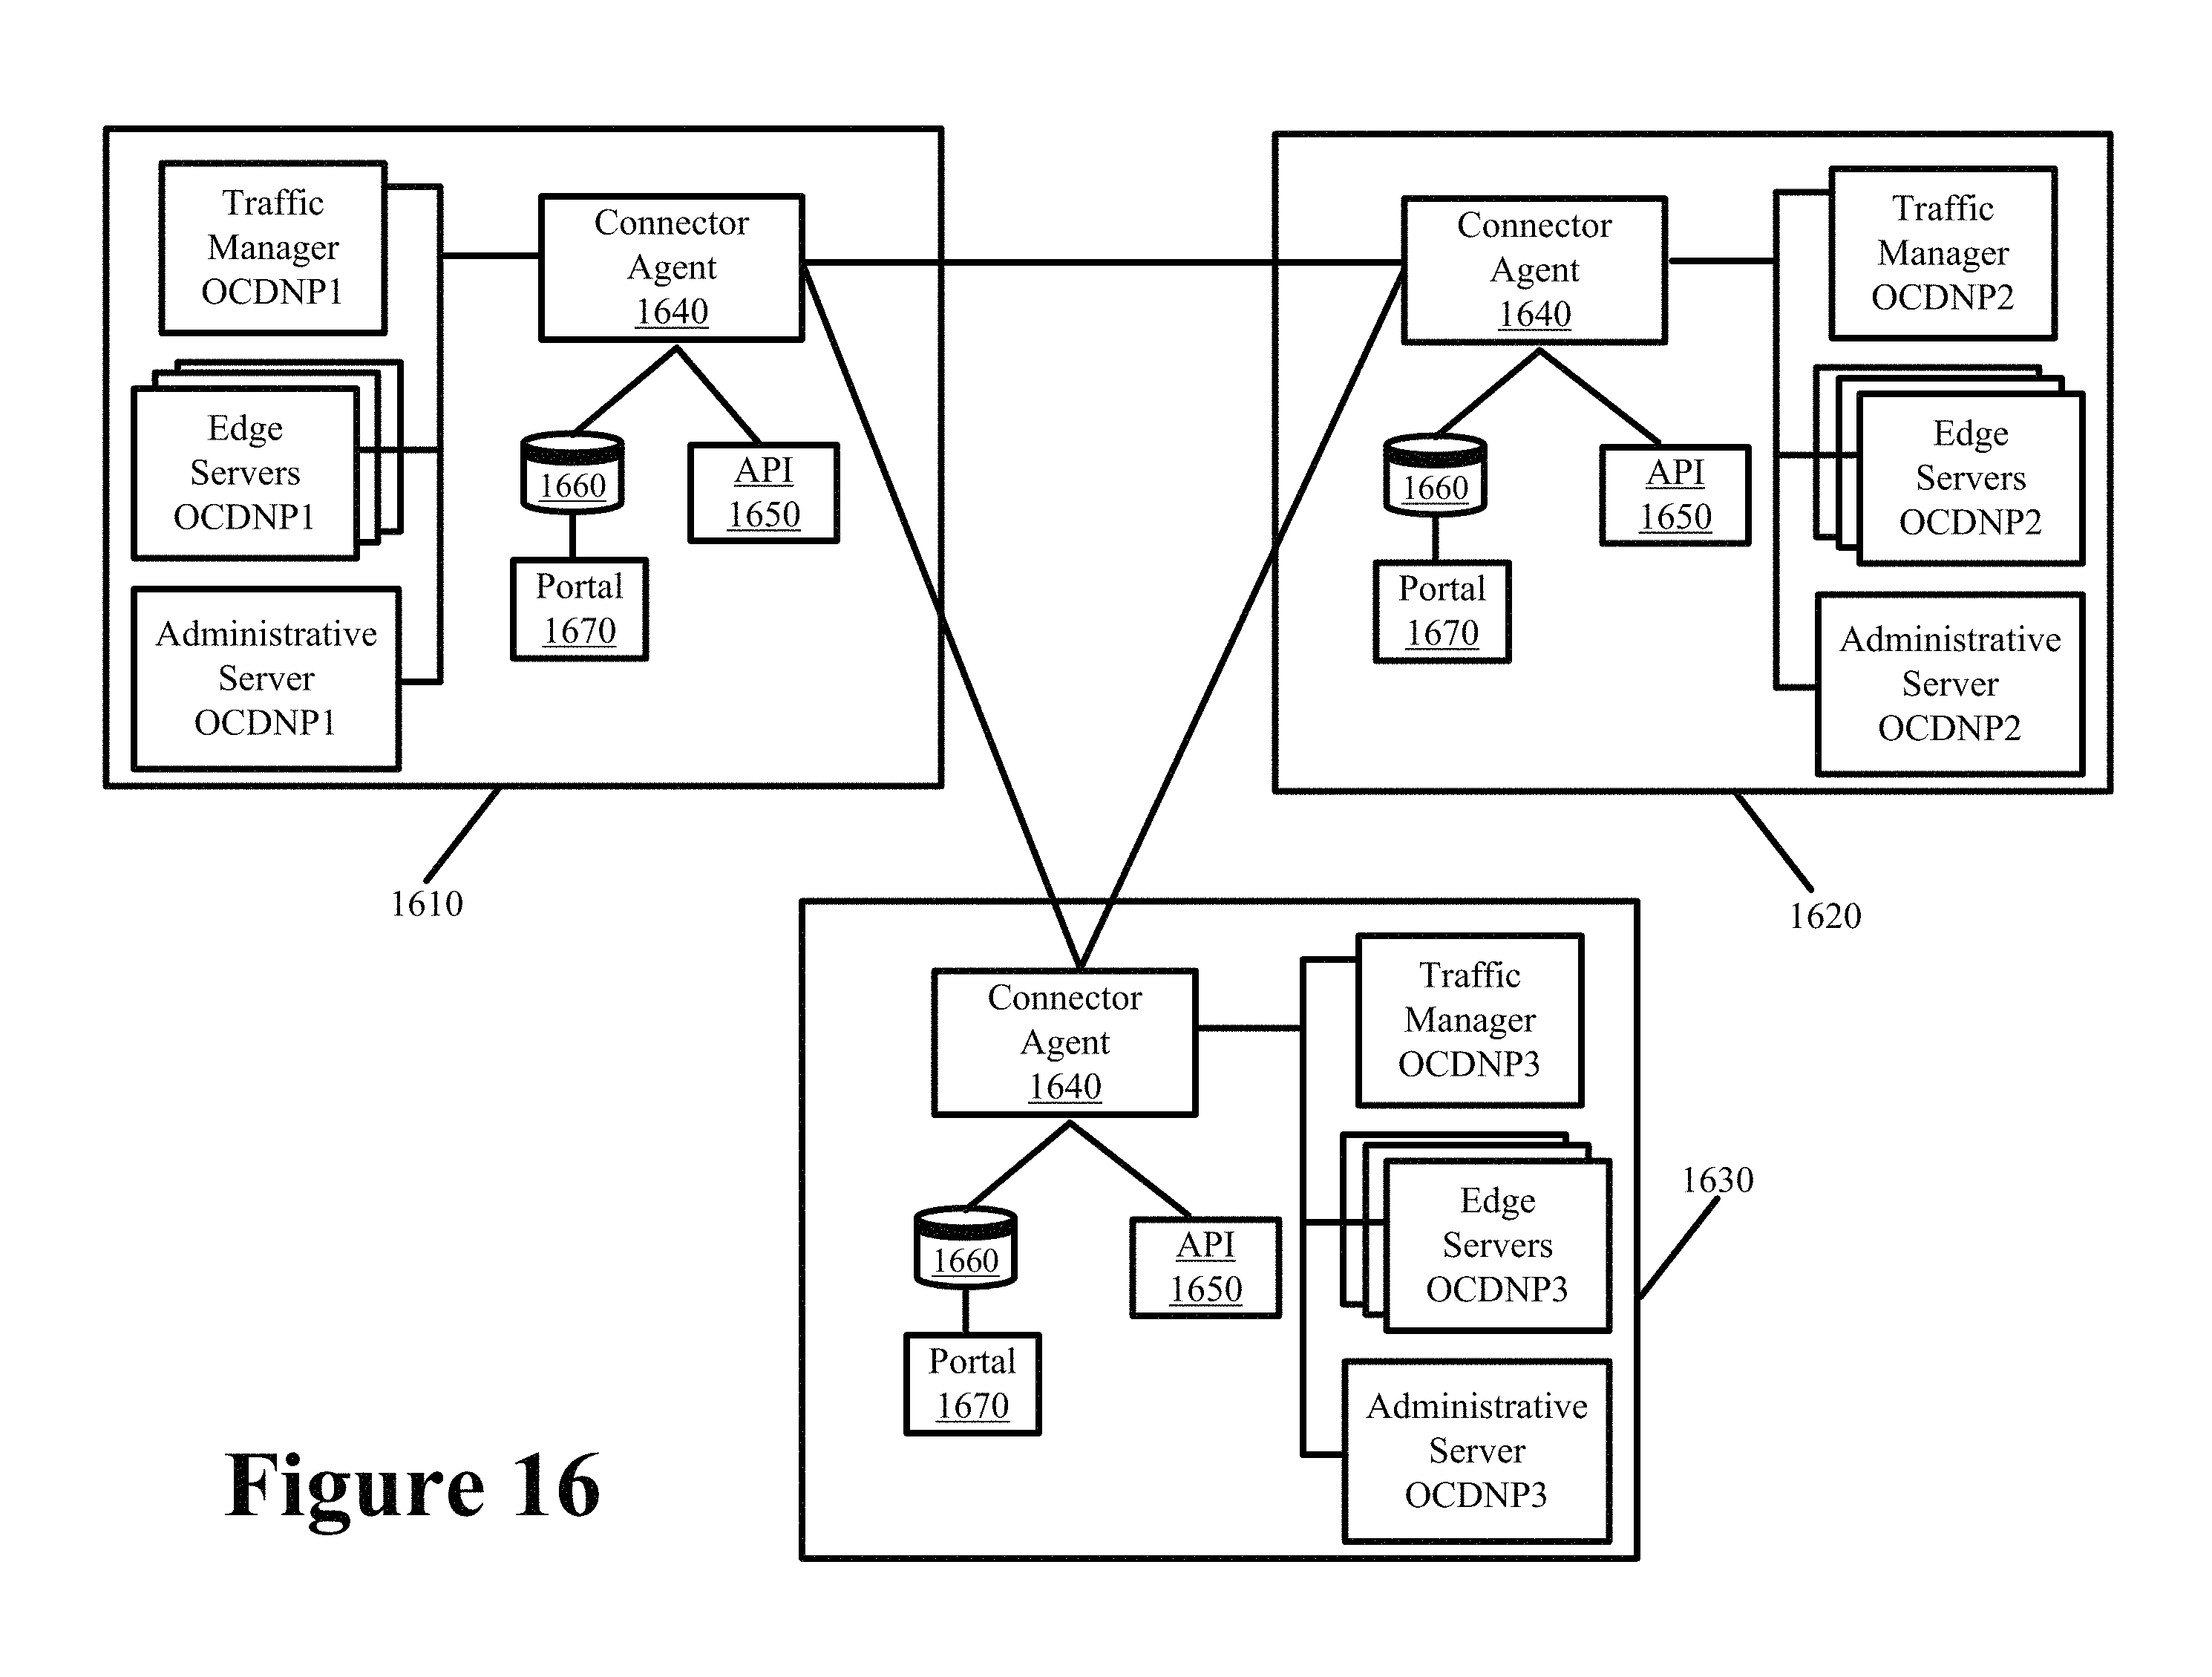 Traffic
Manager
OCDNP1
Connector
Agent
1640
Edge
Servers
OCDNP1
1660
API
1650
Portal
1670
Administrative
Server
OCDNP1
1610
Connector
Agent
1640
Traffic
Manager
OCDNP2
1660
API
1650
Edge
Servers
OCDNP2
Portal
1670
Administrative
Server
OCDNP2
1620
Connector
Agent
1640
Traffic
Manager
OCDNP3
1660
API
1650
Edge
Servers
OCDNP3
1630
Portal
1670
Administrative
Server
OCDNP3
Figure 16